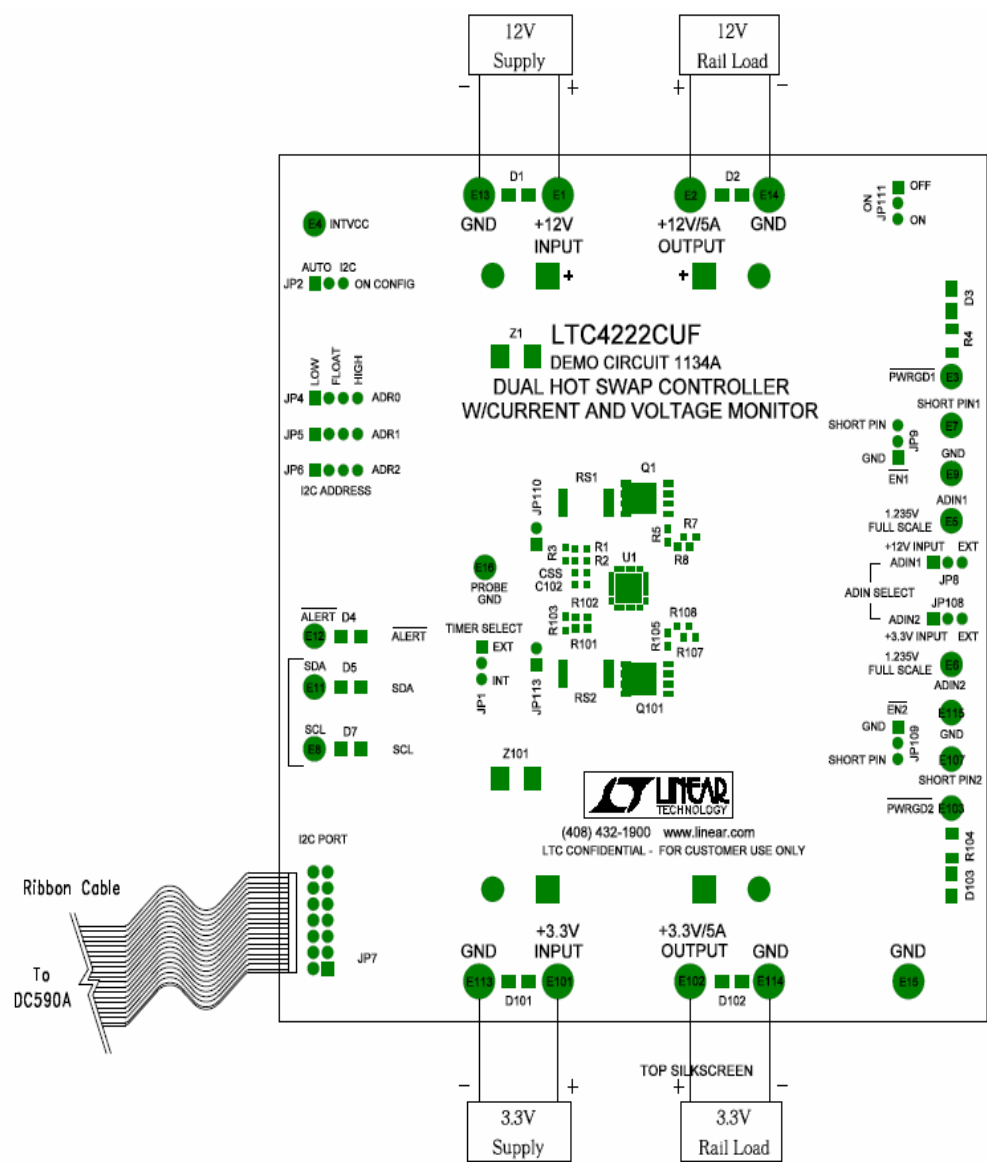 12V
Supply
12V
Rail Load
- + + -
D1 D2
E13 E1 E2 E14
GND +12V
INPUT
+12V/5A
OUTPUT GND
+ +
ON
JP111
OFF
ON
E4 INTVCC
AUTO I2C
JP2 ON CONFIG
LOW FLOAT HIGH
JP4 ADR0
JP5 ADR1
JP6 ADR2
I2C ADDRESS
Z1
LTC4222CUF
DEMO CIRCUIT 1134A
DUAL HOT SWAP CONTROLLER
W/CURRENT AND VOLTAGE MONITOR
D3
R4
PWRGD1 E3
SHORT PIN1
SHORT PIN E7
JP9
GND GND
EN1 E9
ADIN1
1.235V
FULL SCALE E5
+12V INPUT EXT
ADIN1
JP8
ADIN SELECT
JP108
ADIN2
+3.3V INPUT EXT
1.235V
FULL SCALE E6
ADIN2
EN2
GND E115
JP109 GND
E107
SHORT PIN
SHORT PIN2
PWRGD2 E103
R104
D103
RS1 Q1
JP110
R5 R7
R8
R3 R1
R2
CSS
C102
U1
E16
PROBE
GND
R103 R102
R101
R105 R108
R107
TIMER SELECT
EXT
INT
JP1
JP113
RS2 Q101
ALERT D4
E12 ALERT
SDA D5
E11 SDA
SCL D7
E8 SCL
Z101
LINEAR
TECHNOLOGY
(408) 432-1900 www.linear.com
LTC CONFIDENTIAL - FOR CUSTOMER USE ONLY
I2C PORT
JP7
Ribbon Cable
To
DC590A
GND +3.3V
INPUT
+3.3V/5A
OUTPUT GND
GND
E113 E101 E102 E114 E15
D101 D102
TOP SILKSCREEN
- + + -
3.3V
Supply
3.3V
Rail Load